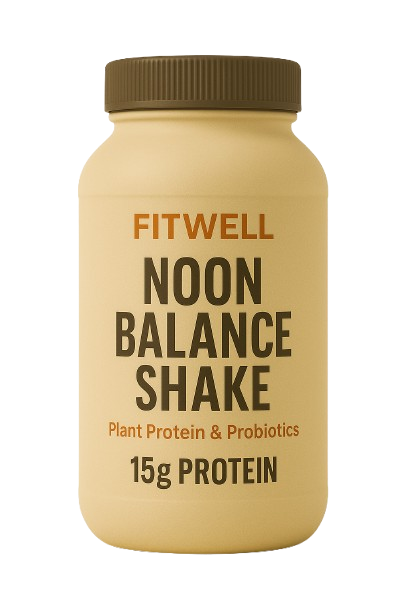 FITWELL
NOON
BALANCE
SHAKE
Plant Protein & Probiotics
15g PROTEIN